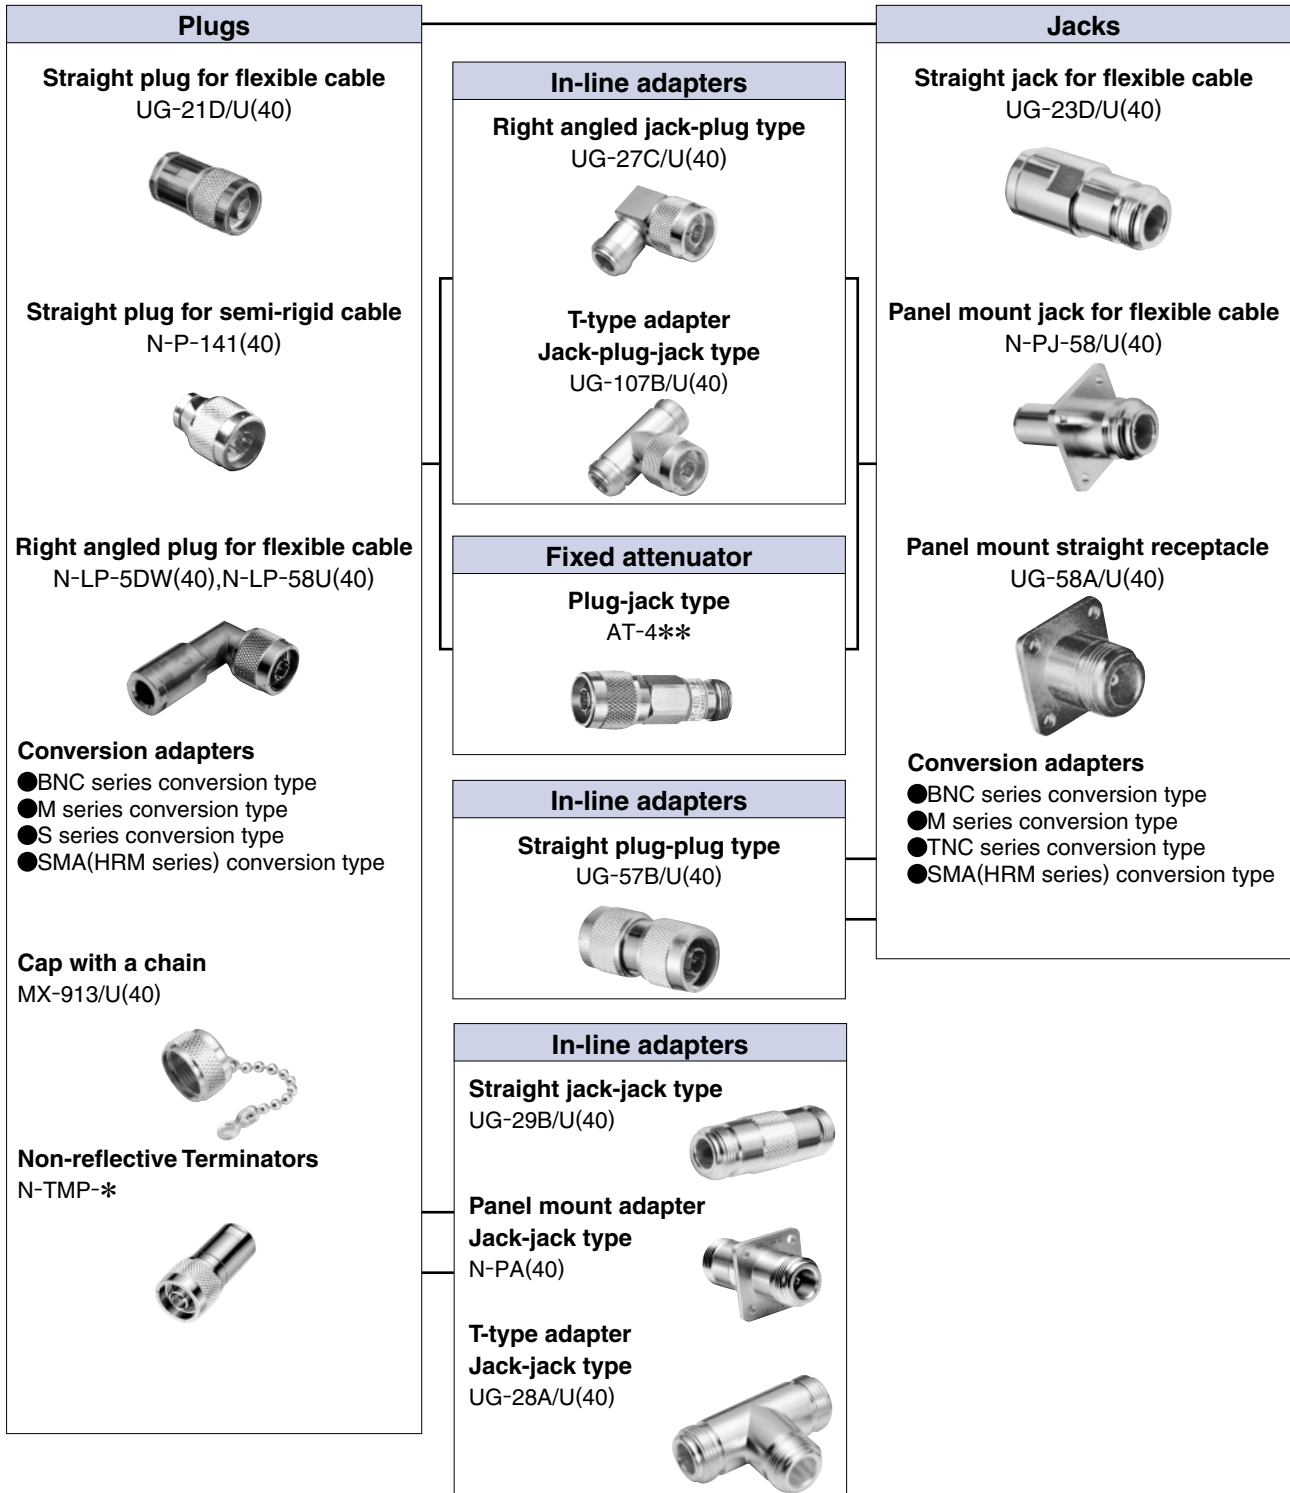 Plugs
Straight plug for flexible cable
UG-21D/U(40)
Straight plug for semi-rigid cable
N-P-141(40)
Right angled plug for flexible cable
N-LP-5DW(40),N-LP-58U(40)
Conversion adapters
●BNC series conversion type
●M series conversion type
●S series conversion type
●SMA(HRM series) conversion type
Cap with a chain
MX-913/U(40)
Non-reflective Terminators
N-TMP-*
In-line adapters
Right angled jack-plug type
UG-27C/U(40)
T-type adapter
Jack-plug-jack type
UG-107B/U(40)
Fixed attenuator
Plug-jack type
AT-4**
In-line adapters
Straight plug-plug type
UG-57B/U(40)
In-line adapters
Straight jack-jack type
UG-29B/U(40)
Panel mount adapter
Jack-jack type
N-PA(40)
T-type adapter
Jack-jack type
UG-28A/U(40)
Jacks
Straight jack for flexible cable
UG-23D/U(40)
Panel mount jack for flexible cable
N-PJ-58/U(40)
Panel mount straight receptacle
UG-58A/U(40)
Conversion adapters
●BNC series conversion type
●M series conversion type
●TNC series conversion type
●SMA(HRM series) conversion type